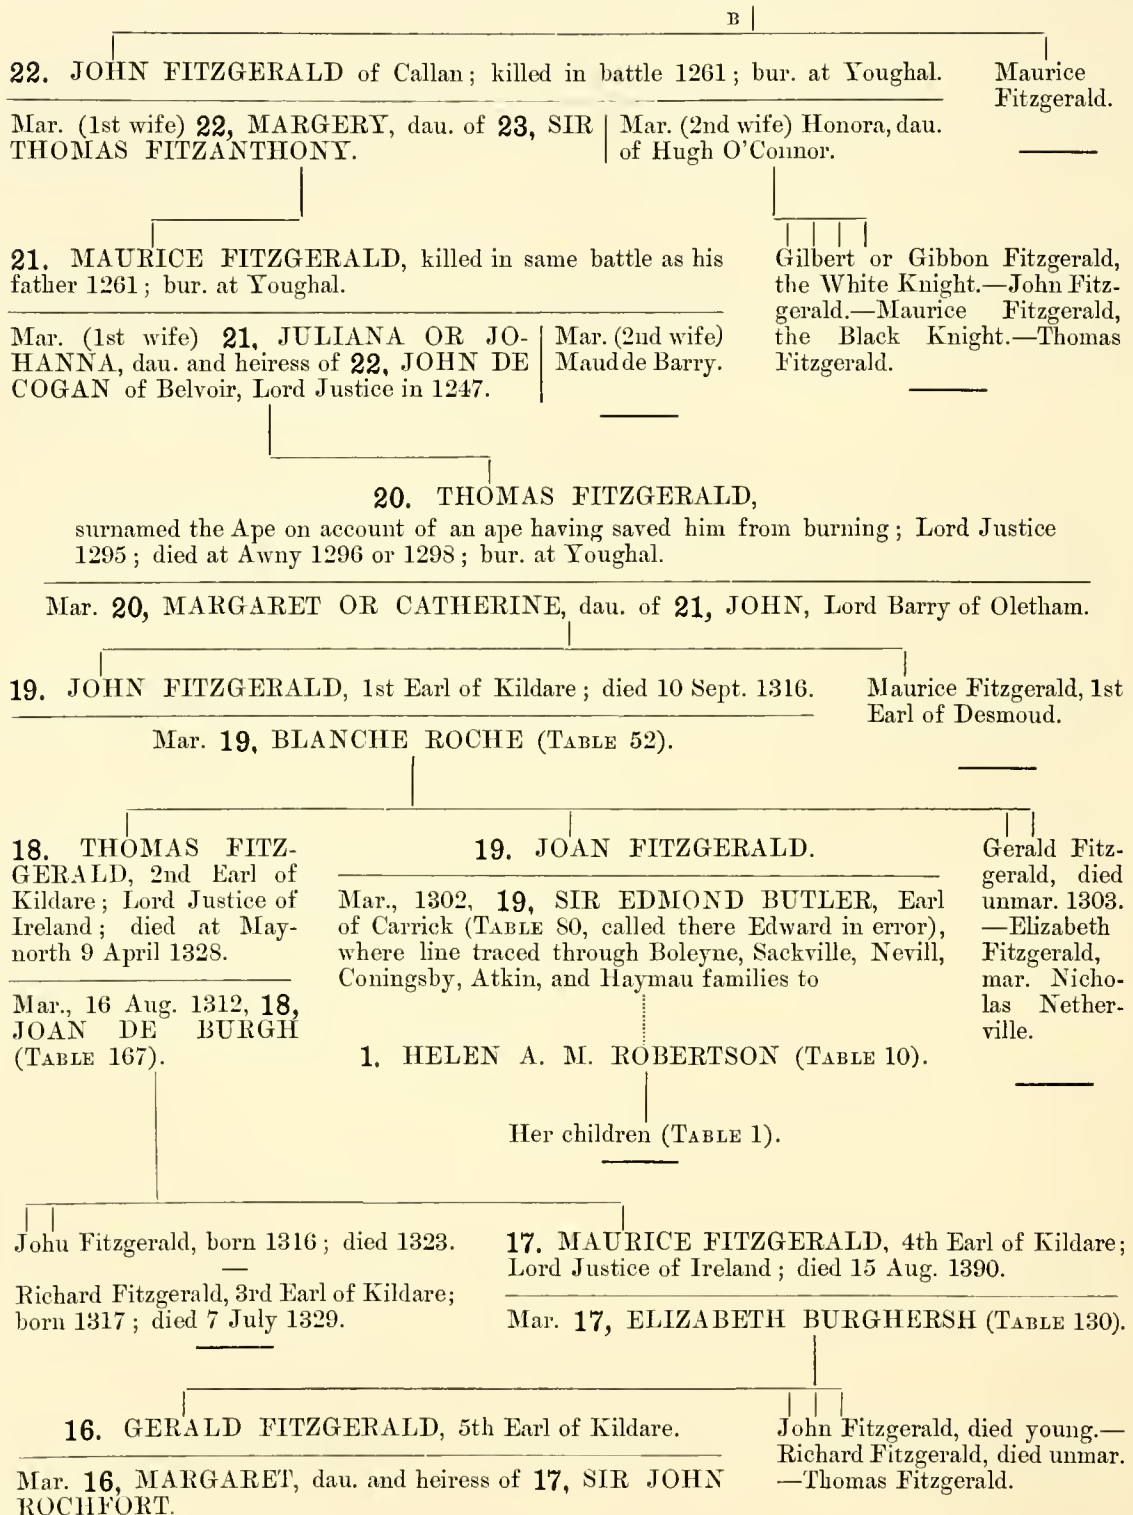 B
22. JOHN FITZGERALD of Callan; killed in battle 1261; bur. at Youghal.
Maurice
Fitzgerald.
Mar. (1st wife) 22, MARGERY, dau. of 23, SIR
THOMAS FITZANTHONY.
Mar. (2nd wife) Honora, dau.
of Hugh O'Connor.
21. MAURICE FITZGERALD, killed in same battle as his
father 1261; bur. at Youghal.
Gilbert or Gibbon Fitzgerald,
the White Knight.—John Fitz-
gerald.—Maurice Fitzgerald,
the Black Knight.—Thomas
Fitzgerald.
Mar. (1st wife) 21, JULIANA OR JO-
HANNA, dau. and heiress of 22, JOHN DE
COGAN of Belvoir, Lord Justice in 1247.
Mar. (2nd wife)
Maud de Barry.
20. THOMAS FITZGERALD,
surnamed the Ape on account of an ape having saved him from burning; Lord Justice
1295; died at Awny 1296 or 1298; bur. at Youghal.
Mar. 20, MARGARET OR CATHERINE, dau. of 21, JOHN, Lord Barry of Oletham.
19. JOHN FITZGERALD, 1st Earl of Kildare; died 10 Sept. 1316.
Maurice Fitzgerald, 1st
Earl of Desmoud.
Mar. 19, BLANCHE ROCHE (TABLE 52).
18. THOMAS FITZ-
GERALD, 2nd Earl of
Kildare; Lord Justice of
Ireland; died at May-
north 9 April 1328.
Mar., 16 Aug. 1312, 18,
JOAN DE BURGH
(TABLE 167).
19. JOAN FITZGERALD.
Mar., 1302, 19, SIR EDMOND BUTLER, Earl
of Carrick (TABLE 80, called there Edward in error),
where line traced through Boleyne, Sackville, Nevill,
Coningsby, Atkin, and Haymau families to
1. HELEN A. M. ROBERTSON (TABLE 10).
Her children (TABLE 1).
Gerald Fitz-
gerald, died
unmar. 1303.
—Elizabeth
Fitzgerald,
mar. Nicho-
las Nether-
ville.
Johu Fitzgerald, born 1316; died 1323.
—
Richard Fitzgerald, 3rd Earl of Kildare;
born 1317; died 7 July 1329.
17. MAURICE FITZGERALD, 4th Earl of Kildare;
Lord Justice of Ireland; died 15 Aug. 1390.
Mar. 17, ELIZABETH BURGHERSH (TABLE 130).
16. GERALD FITZGERALD, 5th Earl of Kildare.
Mar. 16, MARGARET, dau. and heiress of 17, SIR JOHN
ROCHFORT.
John Fitzgerald, died young.—
Richard Fitzgerald, died unmar.
—Thomas Fitzgerald.